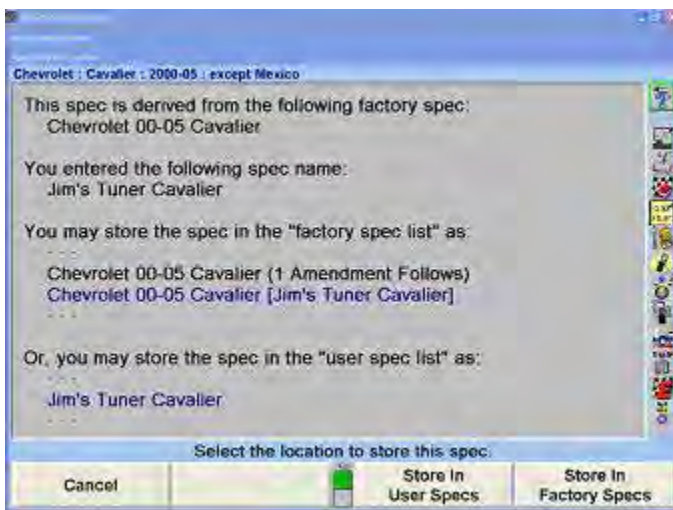 Chevrolet : Cavalier : 2000-05 : except Mexico
This spec is derived from the following factory spec:
Chevrolet 00-05 Cavalier
You entered the following spec name:
Jim's Tuner Cavalier
You may store the spec in the "factory spec list" as:
- - -
Chevrolet 00-05 Cavalier (1 Amendment Follows)
Chevrolet 00-05 Cavalier [Jim's Tuner Cavalier]
- - -
Or, you may store the spec in the "user spec list" as:
- - -
Jim's Tuner Cavalier
- - -
Select the location to store this spec.
Cancel
Store In
User Specs
Store In
Factory Specs